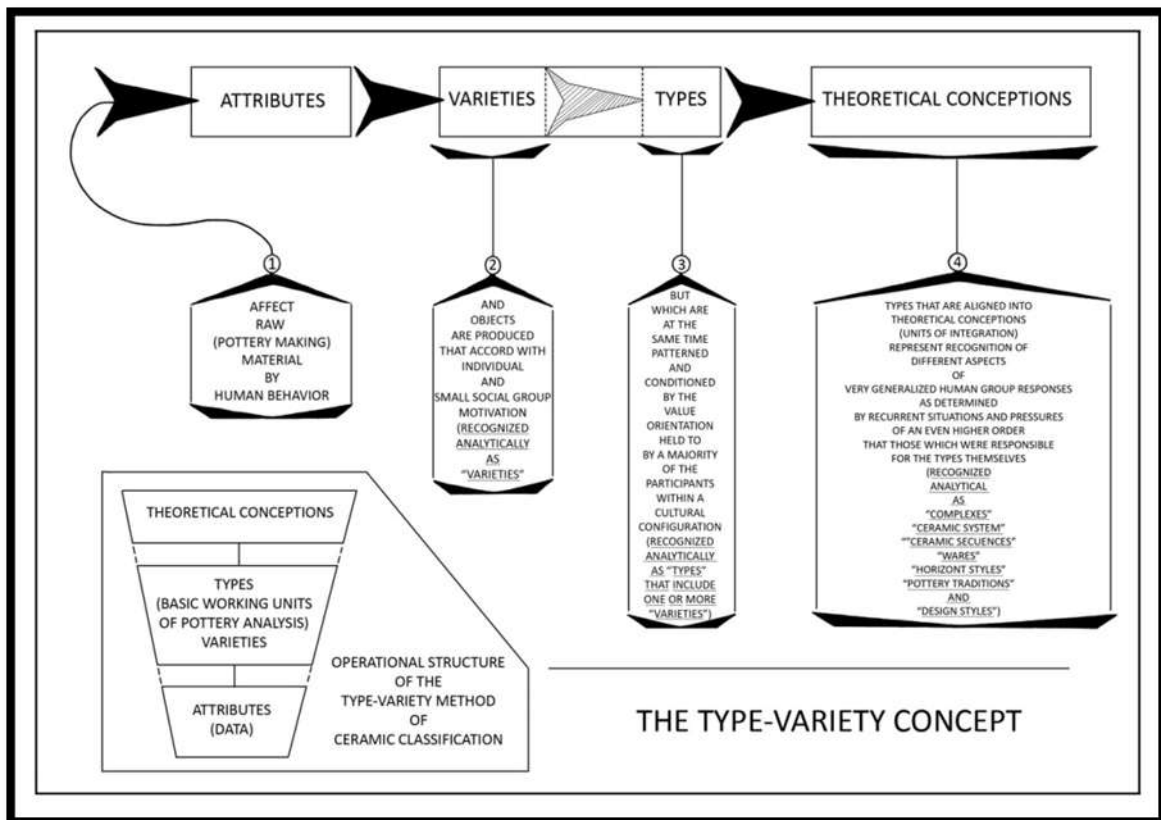 ATTRIBUTES
VARIETIES
TYPES
THEORETICAL CONCEPTIONS
1
AFFECT
RAW
(POTTERY MAKING)
MATERIAL
BY
HUMAN BEHAVIOR
2
AND
OBJECTS
ARE PRODUCED
THAT ACCORD WITH
INDIVIDUAL
AND
SMALL SOCIAL GROUP
MOTIVATION
(RECOGNIZED
ANALYTICALLY
AS
"VARIETIES"
3
BUT
WHICH ARE
AT THE
SAME TIME
PATTERNED
AND
CONDITIONED
BY THE
VALUE
ORIENTATION
HELD TO
BY A MAJORITY
OF THE
PARTICIPANTS
WITHIN A
CULTURAL
CONFIGURATION
(RECOGNIZED
ANALYTICALLY
AS "TYPES"
THAT INCLUDE
ONE OR MORE
"VARIETIES")
4
TYPES THAT ARE ALIGNED INTO
THEORETICAL CONCEPTIONS
(UNITS OF INTEGRATION)
REPRESENT RECOGNITION OF
DIFFERENT ASPECTS
OF
VERY GENERALIZED HUMAN GROUP RESPONSES
AS DETERMINED
BY RECURRENT SITUATIONS AND PRESSURES
OF AN EVEN HIGHER ORDER
THAT THOSE WHICH WERE RESPONSIBLE
FOR THE TYPES THEMSELVES
(RECOGNIZED
ANALYTICAL
AS
"COMPLEXES"
"CERAMIC SYSTEM"
""CERAMIC SECUENCES"
"WARES"
"HORIZONT STYLES"
"POTTERY TRADITIONS"
AND
"DESIGN STYLES")
THEORETICAL CONCEPTIONS
TYPES
(BASIC WORKING UNITS
OF POTTERY ANALYSIS)
VARIETIES
ATTRIBUTES
(DATA)
OPERATIONAL STRUCTURE
OF THE
TYPE-VARIETY METHOD
OF
CERAMIC CLASSIFICATION
THE TYPE-VARIETY CONCEPT